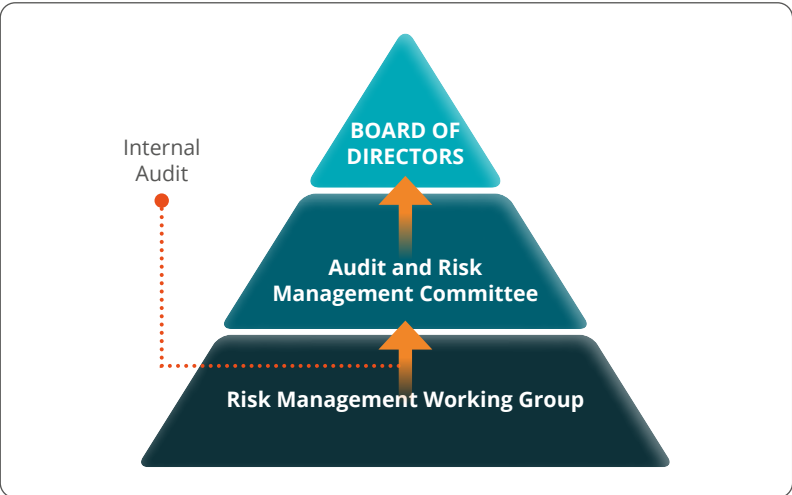 BOARD OF
DIRECTORS
Internal
Audit
Audit and Risk
Management Committee
Risk Management Working Group